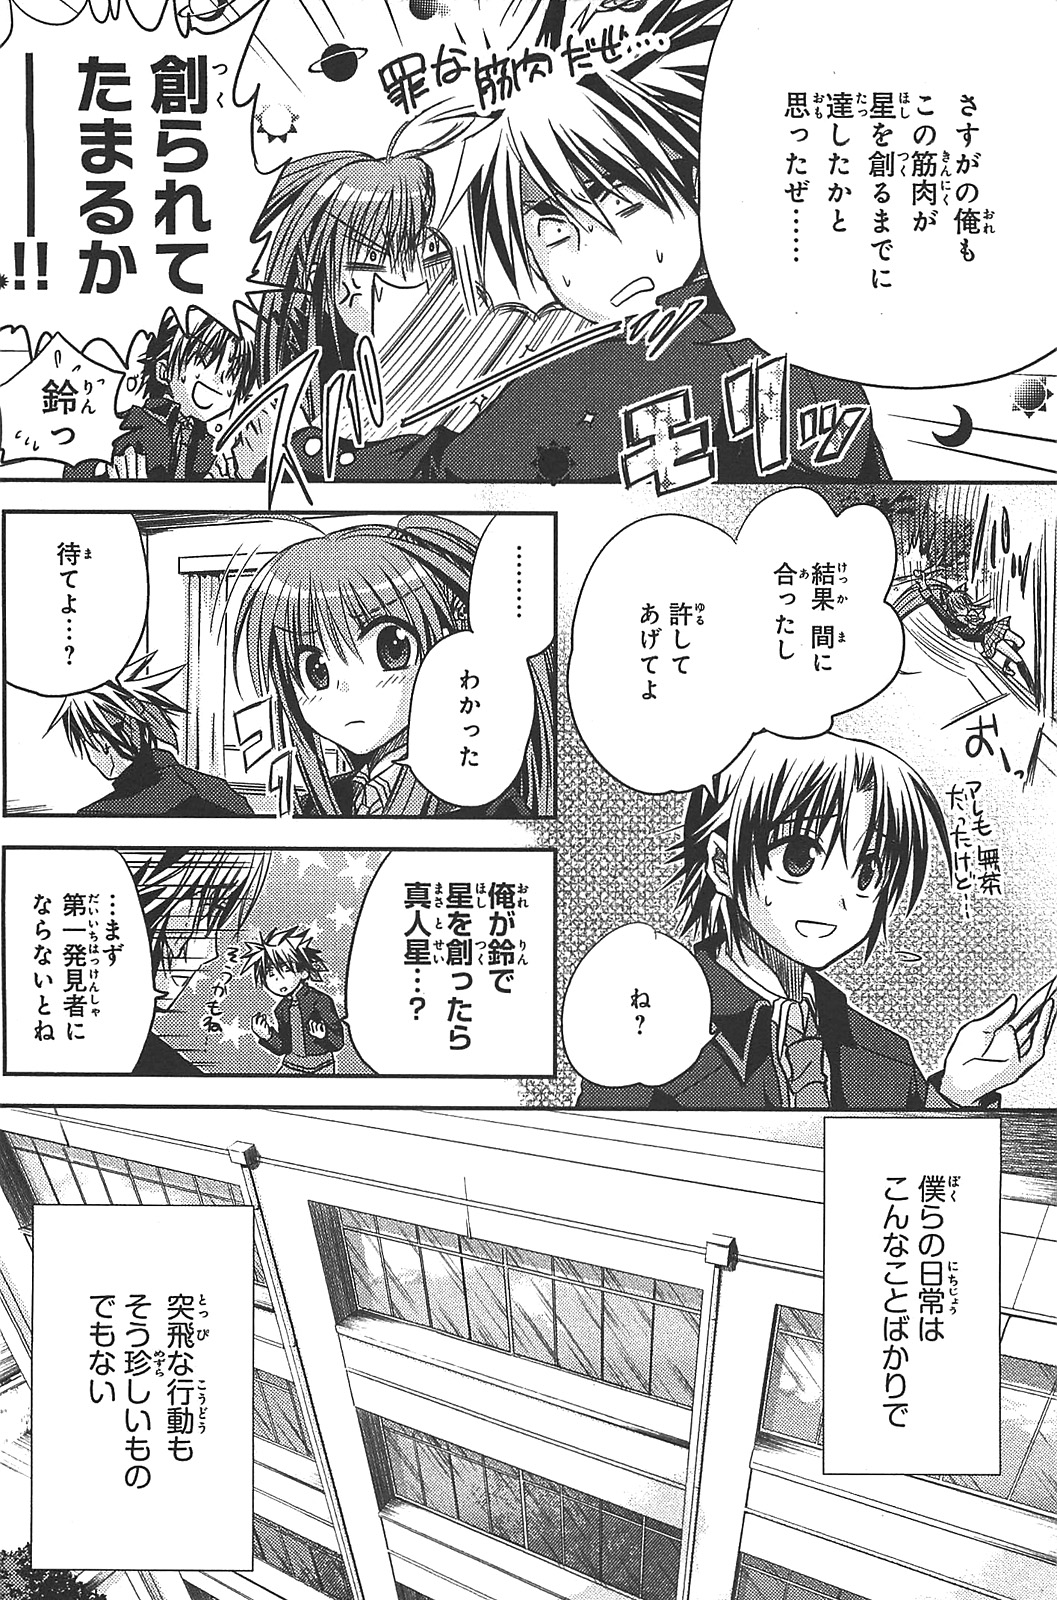 さすがの俺も
この筋肉が
星を創るまでに
達したかと
思ったぜ……
罪な筋肉だぜ…
創られて
たまるか
――!!
鈴っ
ズババッ
モリッ
結果 間に
合ったし
許して
あげてよ
お、っ
アレも無茶
だったけど…
ね?
………
わかった
コクッ
待てよ…?
俺が鈴で
星を創ったら
真人星…?
そうかもね
…まず
第一発見者に
ならないとね
僕らの日常は
こんなことばかりで
突飛な行動も
そう珍しいもの
でもない